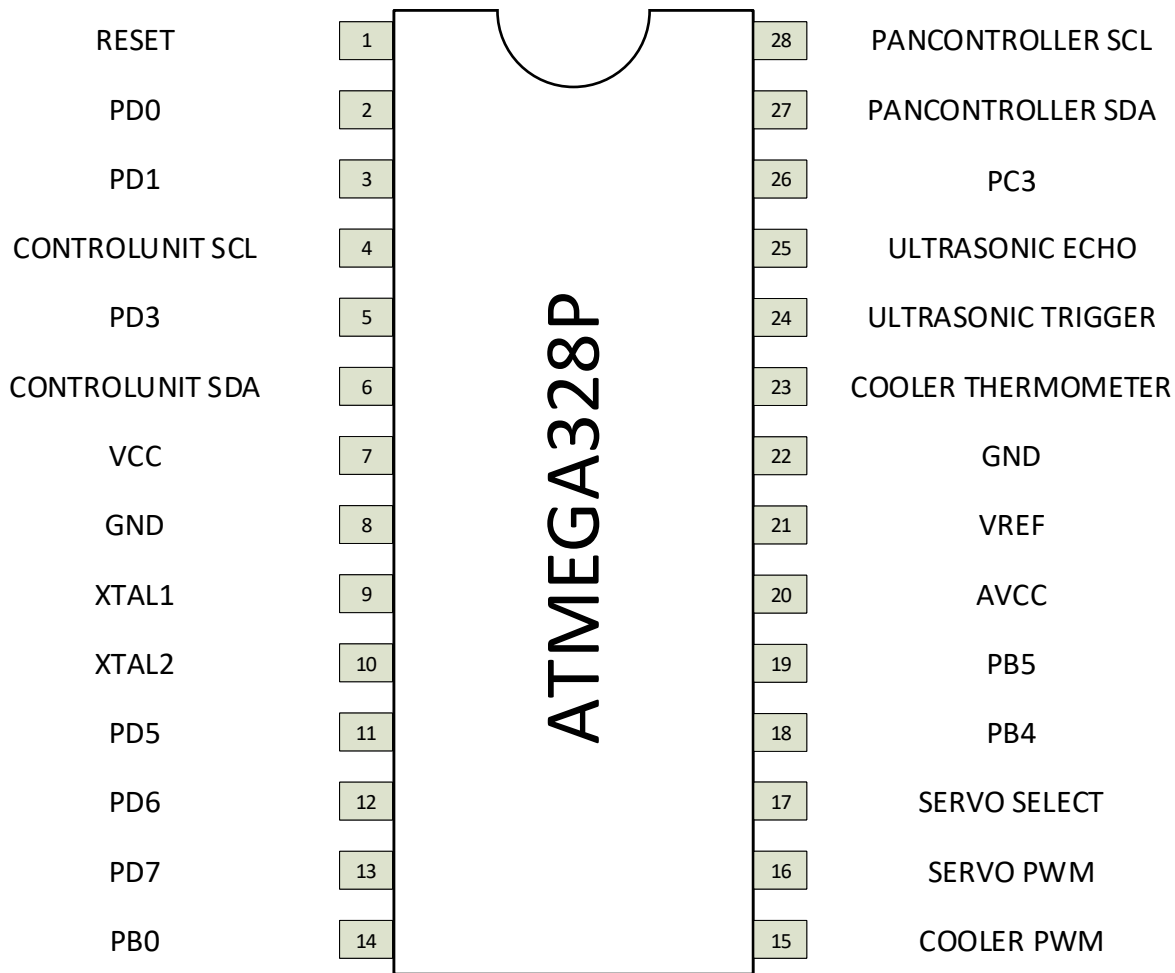 RESET 1 28 PANCONTROLLER SCL
PD0 2 27 PANCONTROLLER SDA
PD1 3 26 PC3
CONTROLUNIT SCL 4 25 ULTRASONIC ECHO
PD3 5 24 ULTRASONIC TRIGGER
CONTROLUNIT SDA 6 23 COOLER THERMOMETER
VCC 7 22 GND
GND 8 21 VREF
XTAL1 9 20 AVCC
XTAL2 10 19 PB5
PD5 11 18 PB4
PD6 12 17 SERVO SELECT
PD7 13 16 SERVO PWM
PB0 14 15 COOLER PWM
ATMEGA328P